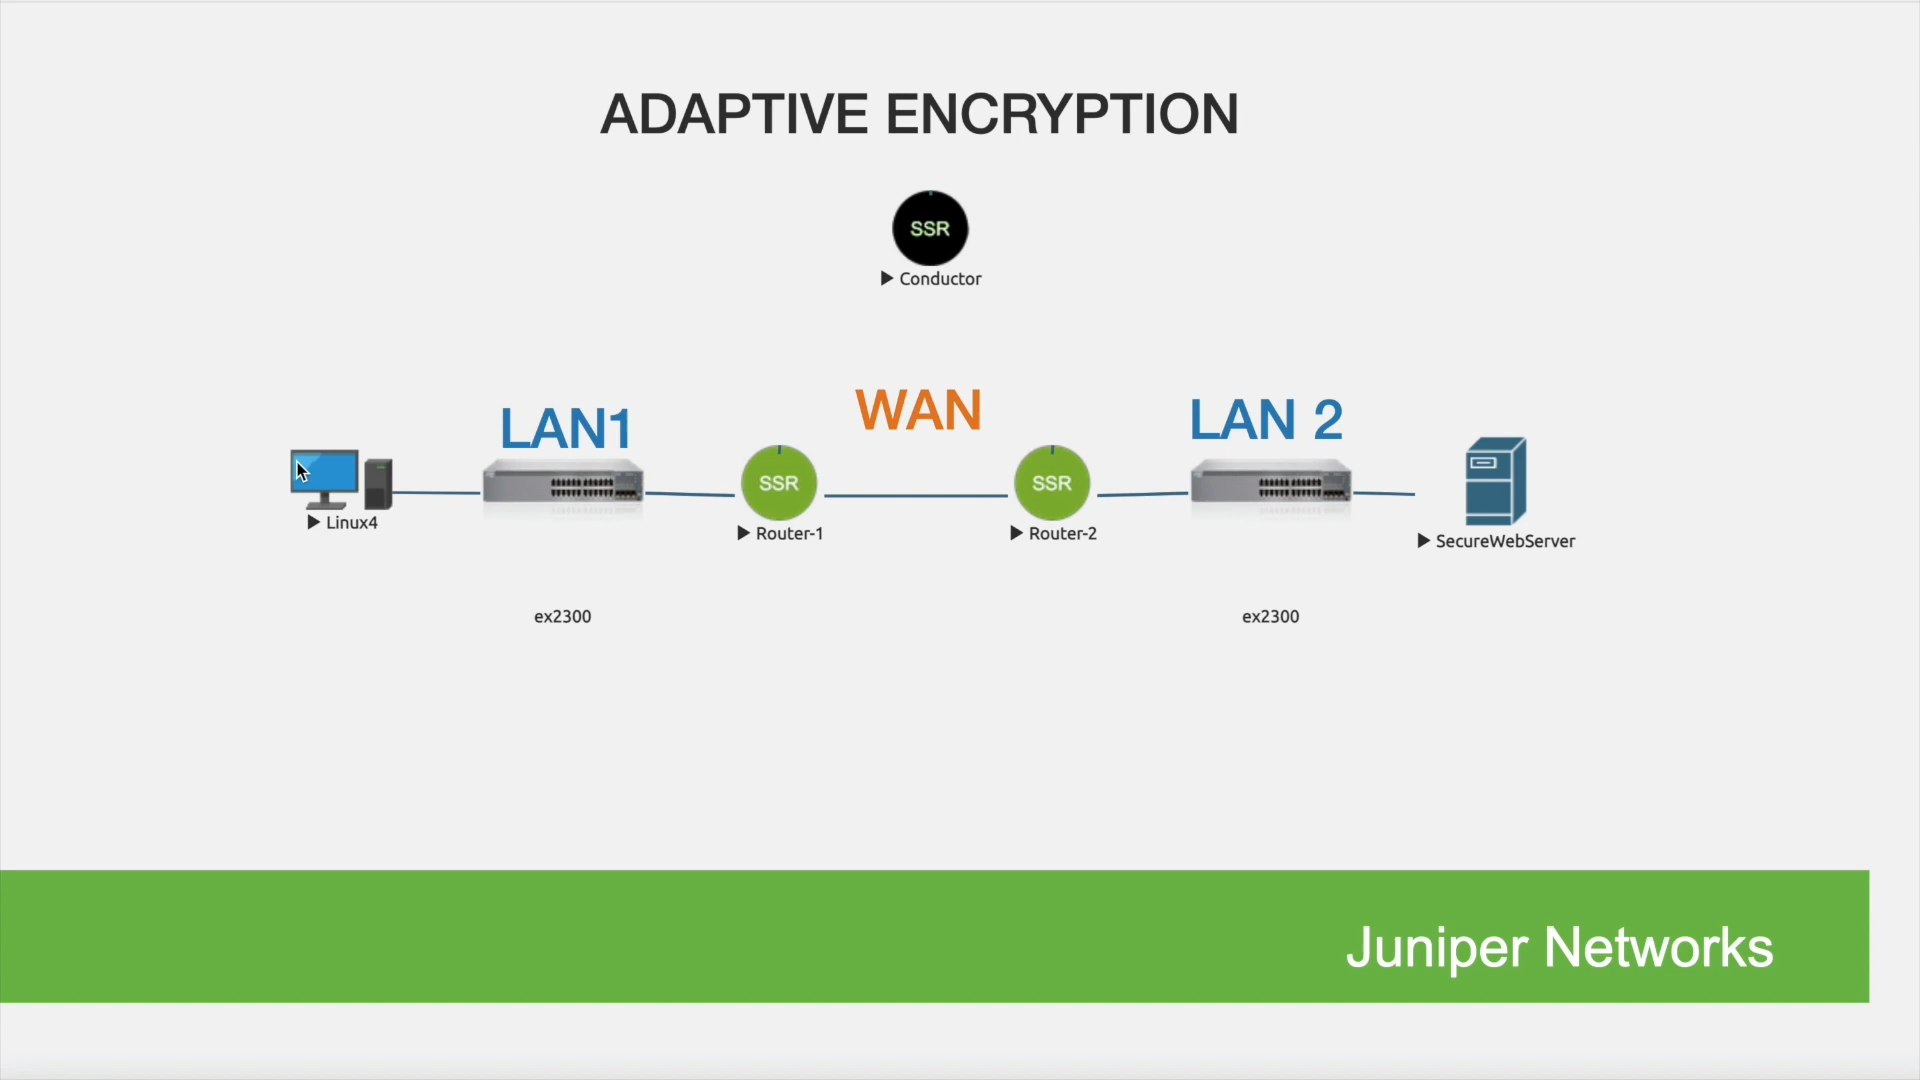 ADAPTIVE ENCRYPTION
SSR
Conductor
WAN
LAN1
LAN 2
SSR
SSR
Linux4
Router-1
Router-2
SecureWebServer
ex2300
ex2300
Juniper Networks